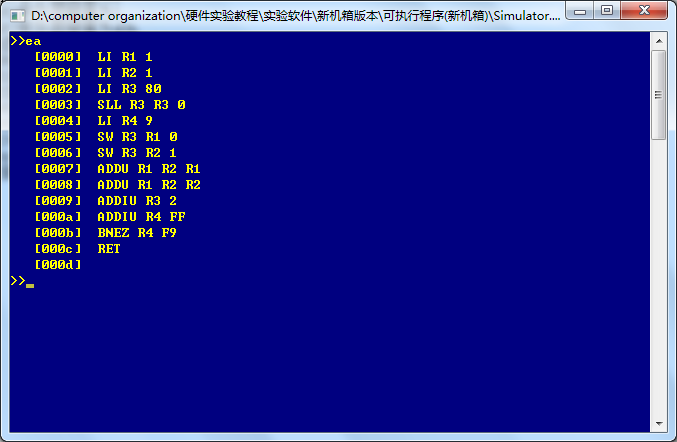 D:\computer organization\硬件实验教程\实验软件\新机箱版本\可执行程序(新机箱)\Simulator....
>>ea
[0000] LI R1 1
[0001] LI R2 1
[0002] LI R3 80
[0003] SLL R3 R3 0
[0004] LI R4 9
[0005] SW R3 R1 0
[0006] SW R3 R2 1
[0007] ADDU R1 R2 R1
[0008] ADDU R1 R2 R2
[0009] ADDIU R3 2
[000a] ADDIU R4 FF
[000b] BNEZ R4 F9
[000c] RET
[000d]
>>_